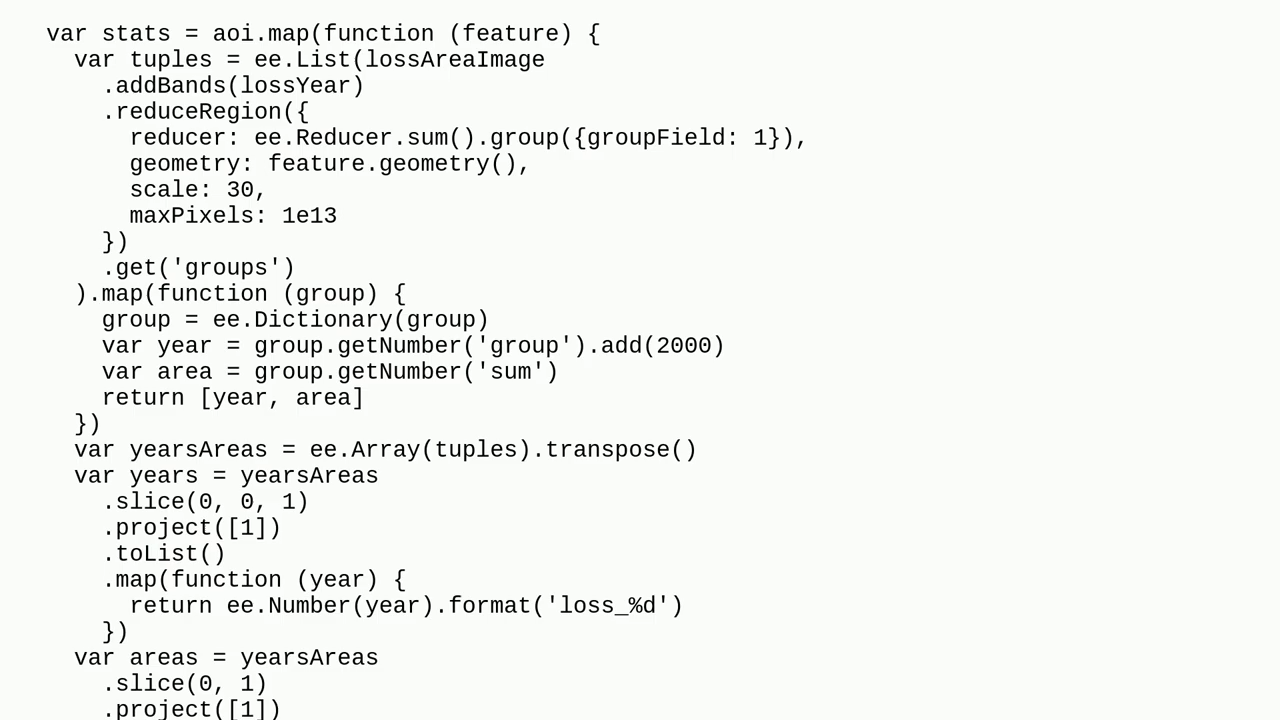 var stats = aoi.map(function (feature) {
  var tuples = ee.List(lossAreaImage
    .addBands(lossYear)
    .reduceRegion({
      reducer: ee.Reducer.sum().group({groupField: 1}),
      geometry: feature.geometry(),
      scale: 30,
      maxPixels: 1e13
    })
    .get('groups')
  ).map(function (group) {
    group = ee.Dictionary(group)
    var year = group.getNumber('group').add(2000)
    var area = group.getNumber('sum')
    return [year, area]
  })
  var yearsAreas = ee.Array(tuples).transpose()
  var years = yearsAreas
    .slice(0, 0, 1)
    .project([1])
    .toList()
    .map(function (year) {
      return ee.Number(year).format('loss_%d')
    })
  var areas = yearsAreas
    .slice(0, 1)
    .project([1])